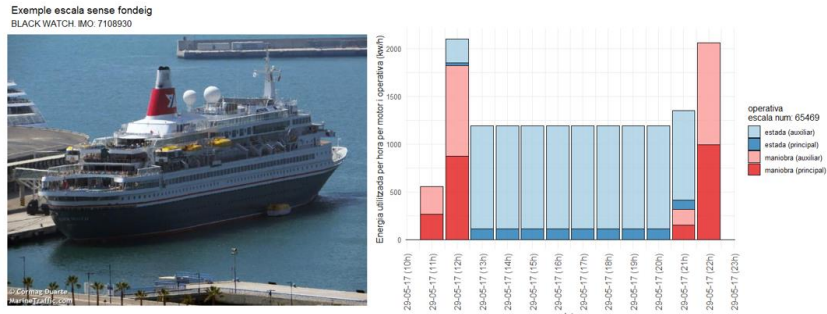 Exemple escala sense fondeig
BLACK WATCH. IMO: 7108930
© Cormag Duarte
MarineTraffic.com
Energia utilitzada per hora per motor i operativa (kw/h)
2000
1500
1000
500
0
29-05-17 (10h)
29-05-17 (11h)
29-05-17 (12h)
29-05-17 (13h)
29-05-17 (14h)
29-05-17 (15h)
29-05-17 (16h)
29-05-17 (17h)
29-05-17 (18h)
29-05-17 (19h)
29-05-17 (20h)
29-05-17 (21h)
29-05-17 (22h)
29-05-17 (23h)
operativa
escala num: 65469
estada (auxiliar)
estada (principal)
maniobra (auxiliar)
maniobra (principal)